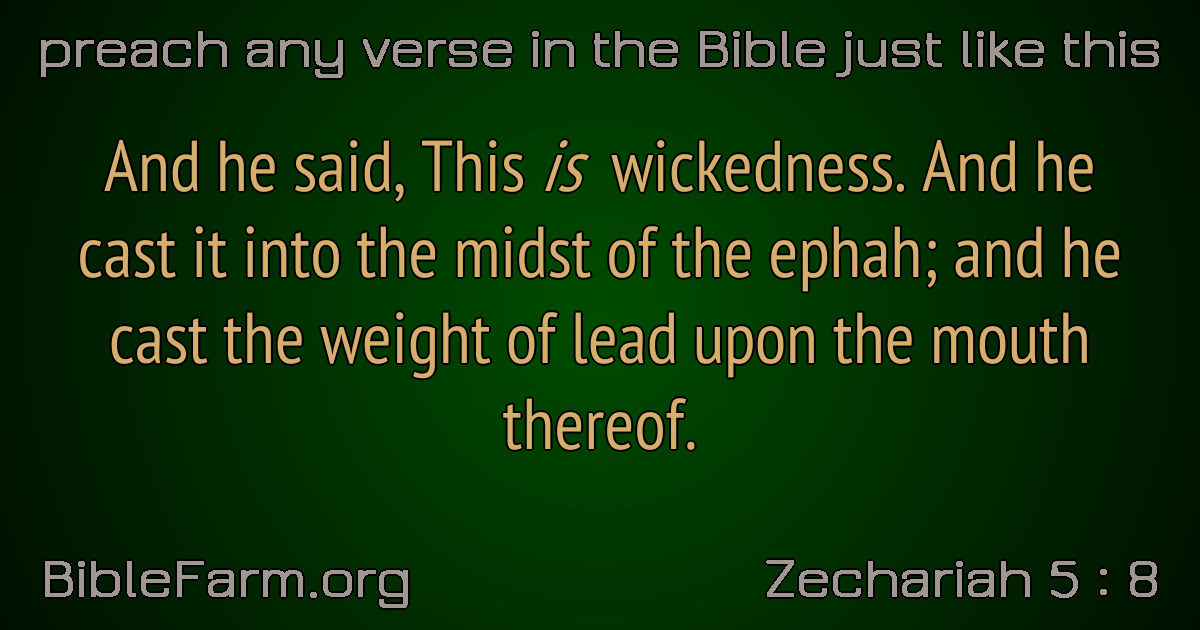 preach any verse in the Bible just like this
And he said, This is wickedness. And he
cast it into the midst of the ephah; and he
cast the weight of lead upon the mouth
thereof.
BibleFarm.org
Zechariah 5 : 8